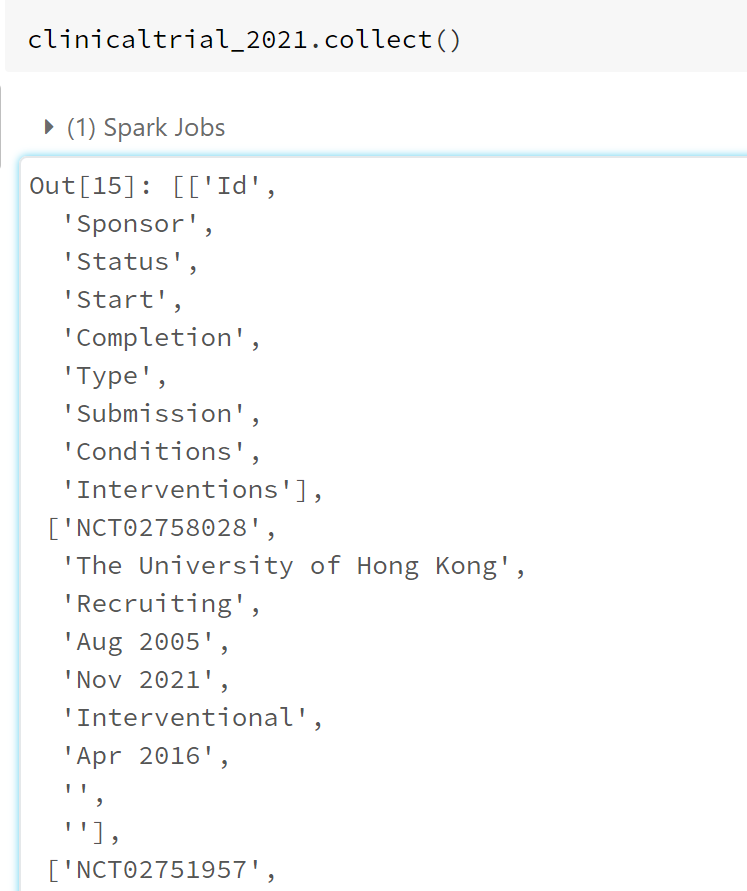 clinicaltrial_2021.collect()
(1) Spark Jobs
Out[15]: [['Id',
'Sponsor',
'Status',
'Start',
'Completion',
'Type',
'Submission',
'Conditions',
'Interventions'],
['NCT02758028',
'The University of Hong Kong',
'Recruiting',
'Aug 2005',
'Nov 2021',
'Interventional',
'Apr 2016',
'',
''],
['NCT02751957',